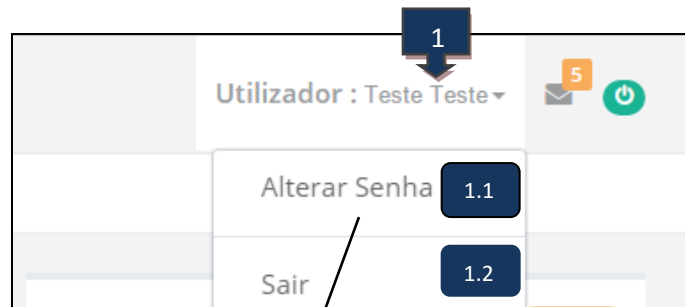 1
Utilizador : Teste Teste
5
Alterar Senha
1.1
Sair
1.2